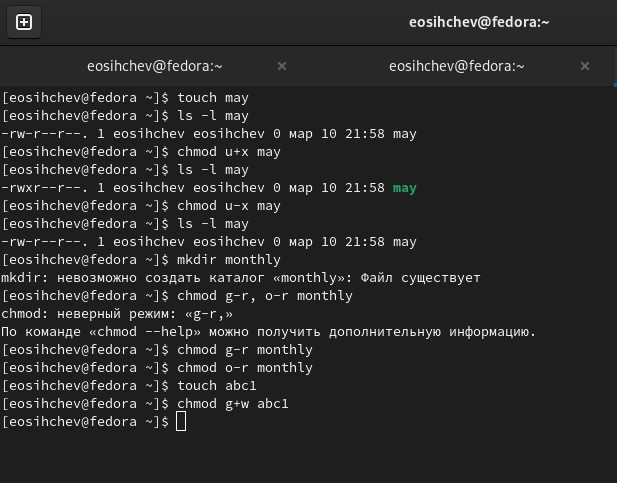 eosihchev@fedora:~
eosihchev@fedora:~ × eosihchev@fedora:~ ×
[eosihchev@fedora ~]$ touch may
[eosihchev@fedora ~]$ ls -l may
-rw-r--r--. 1 eosihchev eosihchev 0 мар 10 21:58 may
[eosihchev@fedora ~]$ chmod u+x may
[eosihchev@fedora ~]$ ls -l may
-rwxr--r--. 1 eosihchev eosihchev 0 мар 10 21:58 may
[eosihchev@fedora ~]$ chmod u-x may
[eosihchev@fedora ~]$ ls -l may
-rw-r--r--. 1 eosihchev eosihchev 0 мар 10 21:58 may
[eosihchev@fedora ~]$ mkdir monthly
mkdir: невозможно создать каталог «monthly»: Файл существует
[eosihchev@fedora ~]$ chmod g-r, o-r monthly
chmod: неверный режим: «g-r,»
По команде «chmod --help» можно получить дополнительную информацию.
[eosihchev@fedora ~]$ chmod g-r monthly
[eosihchev@fedora ~]$ chmod o-r monthly
[eosihchev@fedora ~]$ touch abc1
[eosihchev@fedora ~]$ chmod g+w abc1
[eosihchev@fedora ~]$